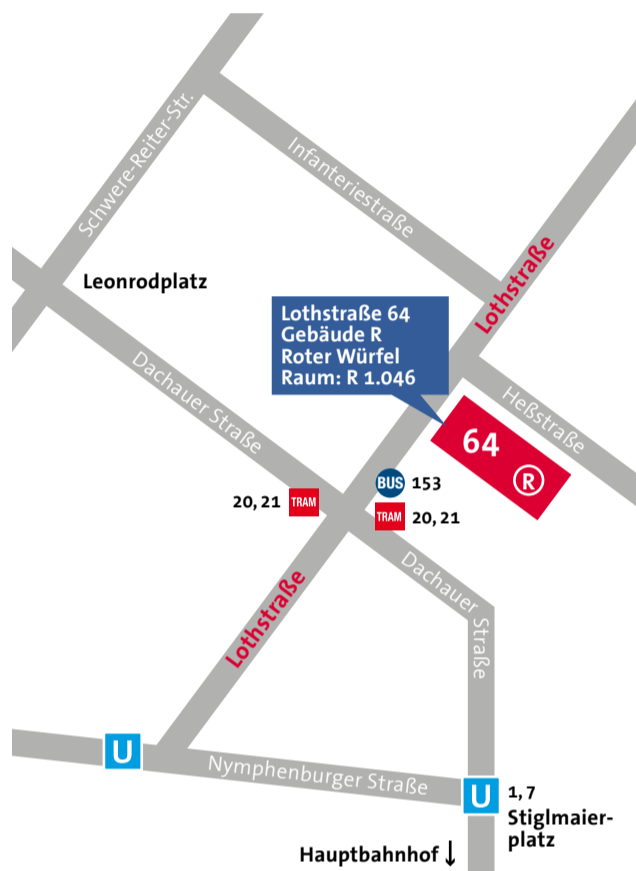 Schwere-Reiter-Str.
Infanteriestraße
Leonrodplatz
Lothstraße
Lothstraße 64
Gebäude R
Roter Würfel
Raum: R 1.046
Dachauer Straße
Heßstraße
64
R
BUS 153
20, 21 TRAM
TRAM 20, 21
Dachauer
Straße
Lothstraße
U
Nymphenburger Straße
U 1, 7
Stiglmaier-
platz
Hauptbahnhof ↓